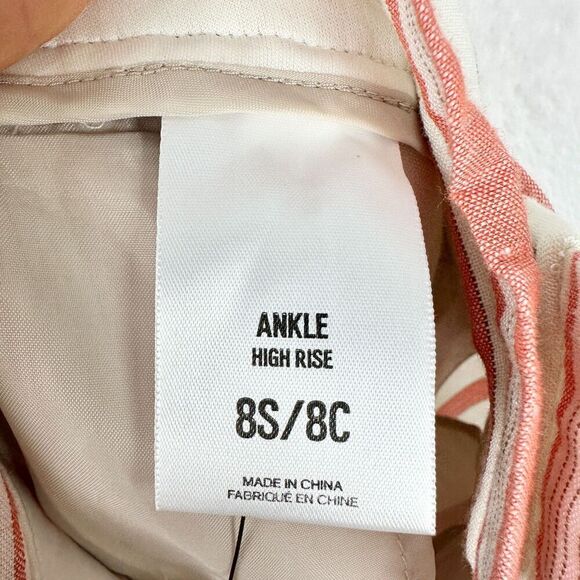 ANKLE
HIGH RISE
8S/8C
MADE IN CHINA
FABRIQUÉ EN CHINE